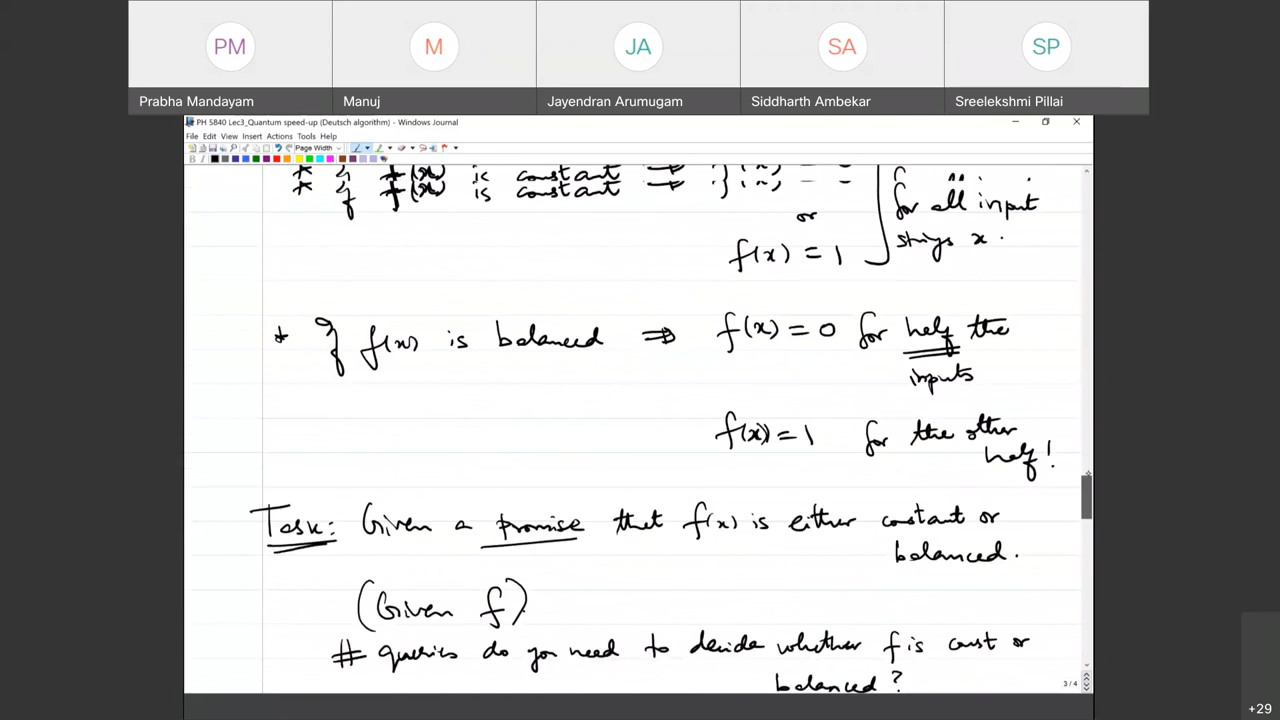 PM
M
JA
SA
SP
Prabha Mandayam
Manuj
Jayendran Arumugam
Siddharth Ambekar
Sreelekshmi Pillai
PH 5840 Lec3_Quantum speed-up (Deutsch algorithm) - Windows Journal
File Edit View Insert Actions Tools Help
Page Width
* If f(x) is constant ⇒
* If f(x) is constant ⇒
for all input
or
strings x.
f(x) = 1
* If f(x) is balanced ⇒ f(x) = 0 for half the
inputs
f(x) = 1 for the other
half!
Task: Given a promise that f(x) is either constant or
balanced.
(Given f)
# queries do you need to decide whether f is const or
balanced?
3 / 4
+29